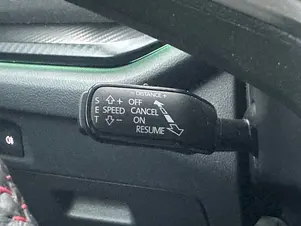 - DISTANCE +
S + OFF
E SPEED CANCEL
T - ON
RESUME